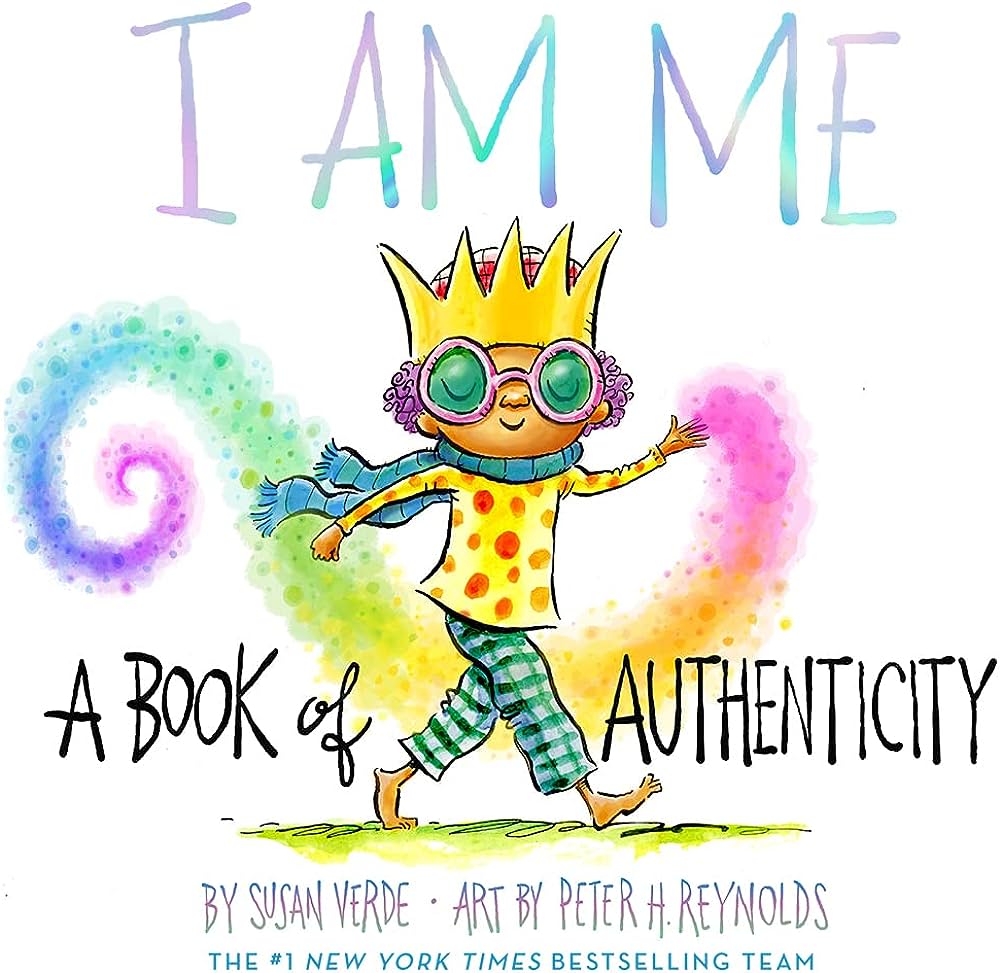 I AM ME
A BOOK of AUTHENTICITY
BY SUSAN VERDE · ART BY PETER H. REYNOLDS
THE #1 NEW YORK TIMES BESTSELLING TEAM